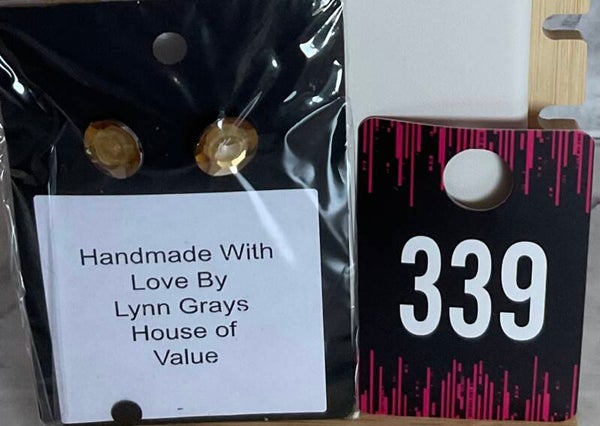 Handmade With
Love By
Lynn Grays
House of
Value
339